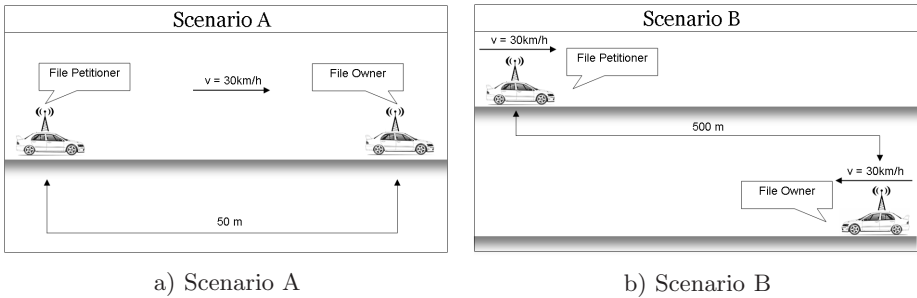 Scenario A
File Petitioner
v = 30km/h
File Owner
50 m
a) Scenario A
Scenario B
v = 30km/h
File Petitioner
500 m
v = 30km/h
File Owner
b) Scenario B